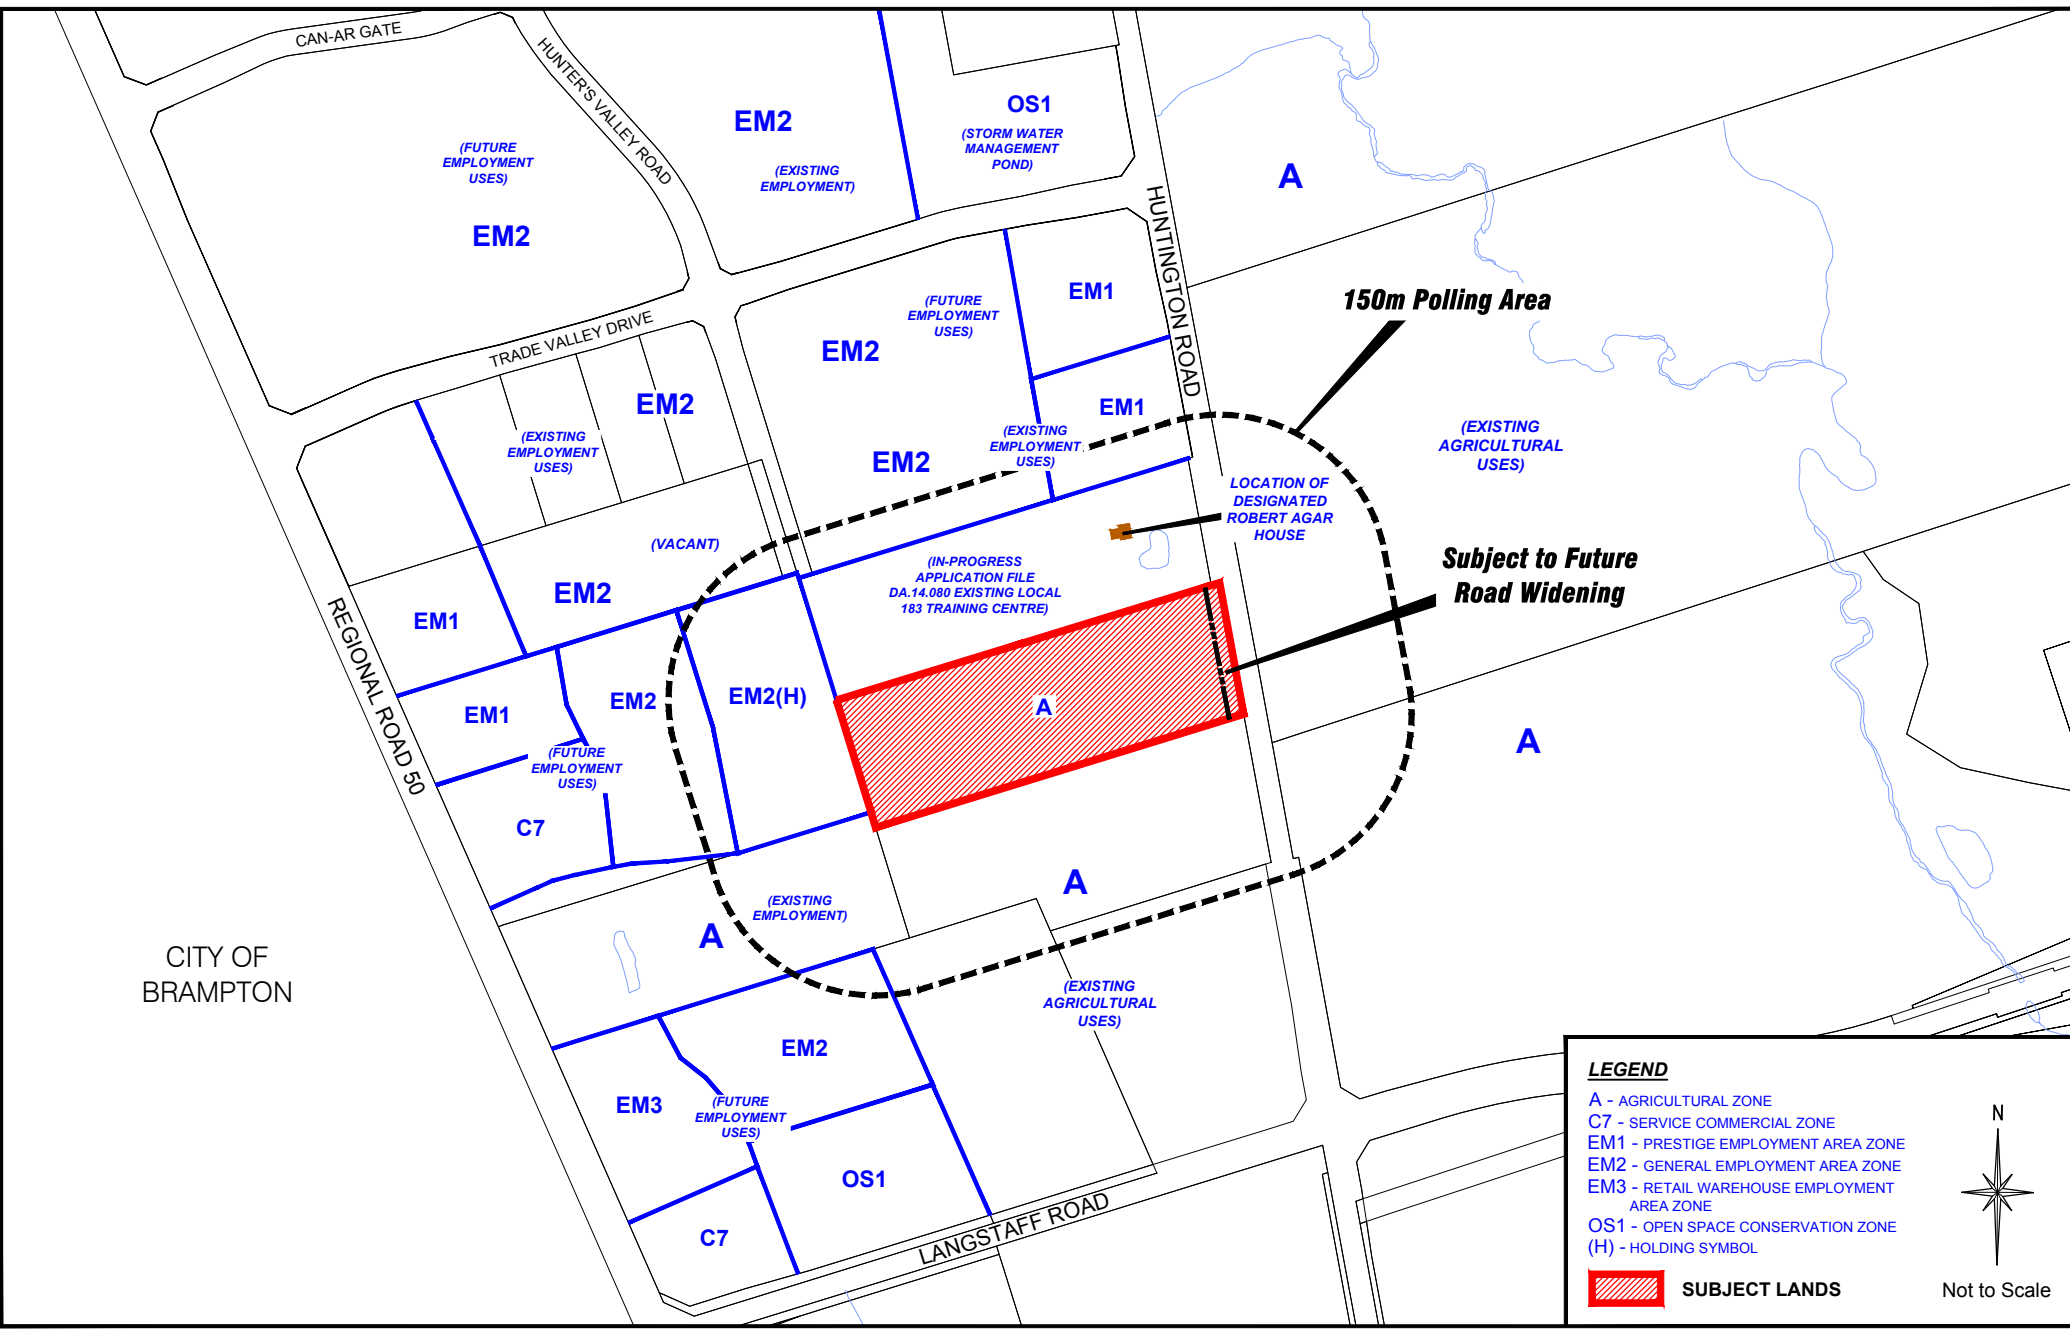 CAN-AR GATE
HUNTER'S VALLEY ROAD
EM2
(EXISTING
EMPLOYMENT)
OS1
(STORM WATER
MANAGEMENT
POND)
(FUTURE
EMPLOYMENT
USES)
EM2
A
HUNTINGTON ROAD
TRADE VALLEY DRIVE
(FUTURE
EMPLOYMENT
USES)
EM2
EM1
EM1
150m Polling Area
EM2
(EXISTING
EMPLOYMENT
USES)
EM2
(EXISTING
EMPLOYMENT
USES)
(EXISTING
AGRICULTURAL
USES)
LOCATION OF
DESIGNATED
ROBERT AGAR
HOUSE
(VACANT)
EM2
EM1
(IN-PROGRESS
APPLICATION FILE
DA.14.080 EXISTING LOCAL
183 TRAINING CENTRE)
Subject to Future
Road Widening
REGIONAL ROAD 50
EM1
EM2
EM2(H)
A
A
(FUTURE
EMPLOYMENT
USES)
C7
A
(EXISTING
EMPLOYMENT)
A
CITY OF
BRAMPTON
(EXISTING
AGRICULTURAL
USES)
EM2
EM3
(FUTURE
EMPLOYMENT
USES)
OS1
C7
LANGSTAFF ROAD
LEGEND
A - AGRICULTURAL ZONE
C7 - SERVICE COMMERCIAL ZONE
EM1 - PRESTIGE EMPLOYMENT AREA ZONE
EM2 - GENERAL EMPLOYMENT AREA ZONE
EM3 - RETAIL WAREHOUSE EMPLOYMENT
AREA ZONE
OS1 - OPEN SPACE CONSERVATION ZONE
(H) - HOLDING SYMBOL
SUBJECT LANDS
N
Not to Scale